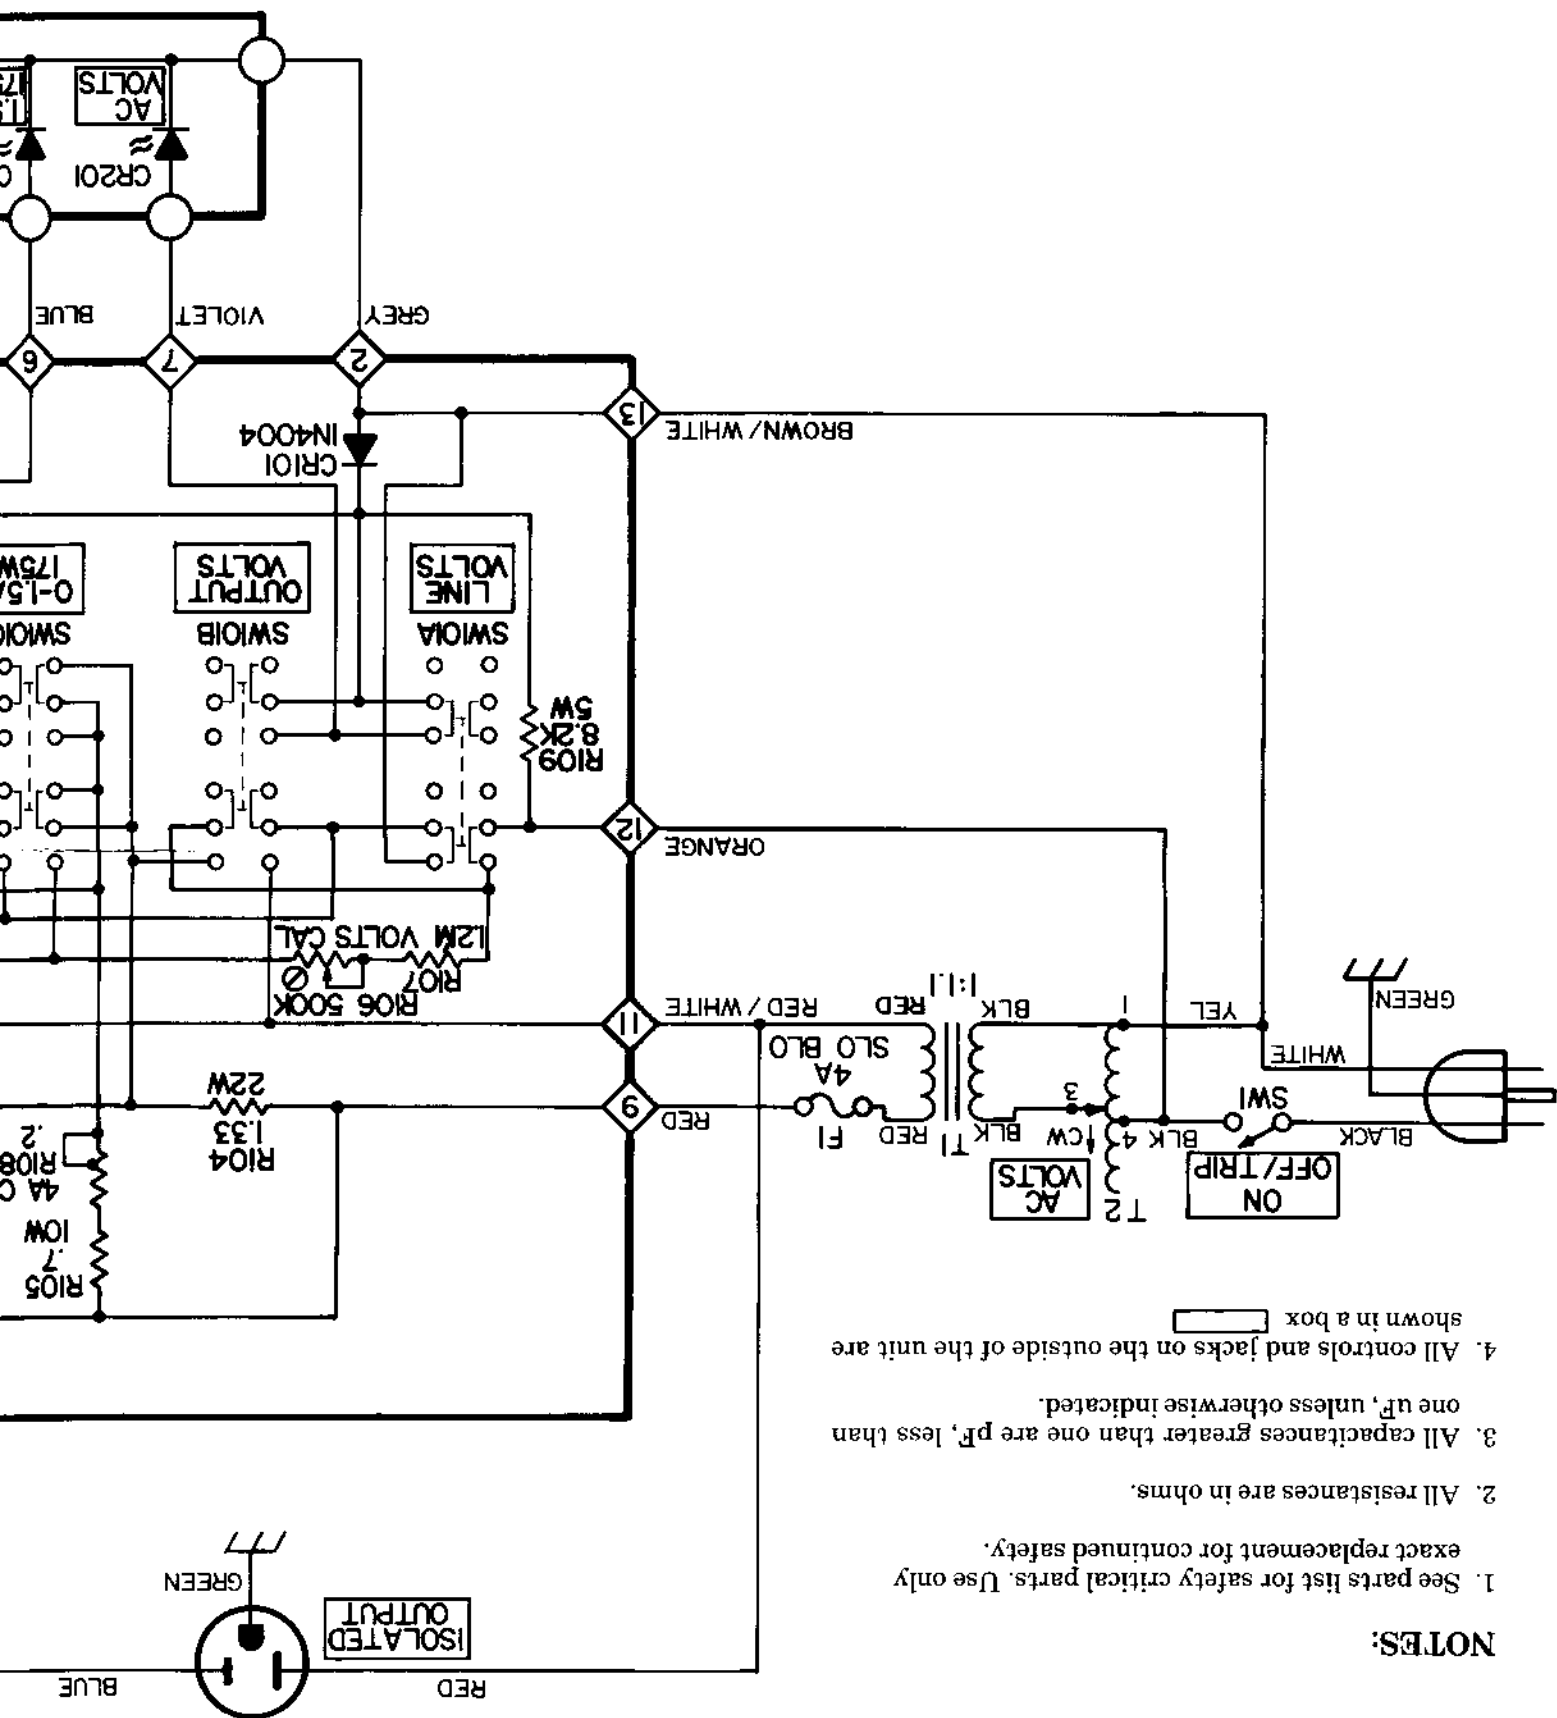 NOTES:
1. See parts list for safety critical parts. Use only
exact replacement for continued safety.
2. All resistances are in ohms.
3. All capacitances greater than one are pF, less than
one uF, unless otherwise indicated.
4. All controls and jacks on the outside of the unit are
shown in a box
RED
BLUE
ISOLATED
OUTPUT
GREEN
ON
OFF/TRIP
SW1
BLACK
WHITE
GREEN
BLK
YEL
T2
4
CW
3
1
AC
VOLTS
BLK
BLK
T1
1:1.1
RED
RED
F1
4A
SLO BLO
RED
RED / WHITE
9
11
R105
.7
10W
4A
R108
.2
R104
1.33
22W
R106 500K
VOLTS CAL
R107
1.2M
ORANGE
12
R109
8.2K
5W
SW101A
LINE
VOLTS
SW101B
OUTPUT
VOLTS
0-1.5A
175W
CR101
1N4004
BROWN / WHITE
13
2
7
6
GREY
VIOLET
BLUE
CR201
AC
VOLTS